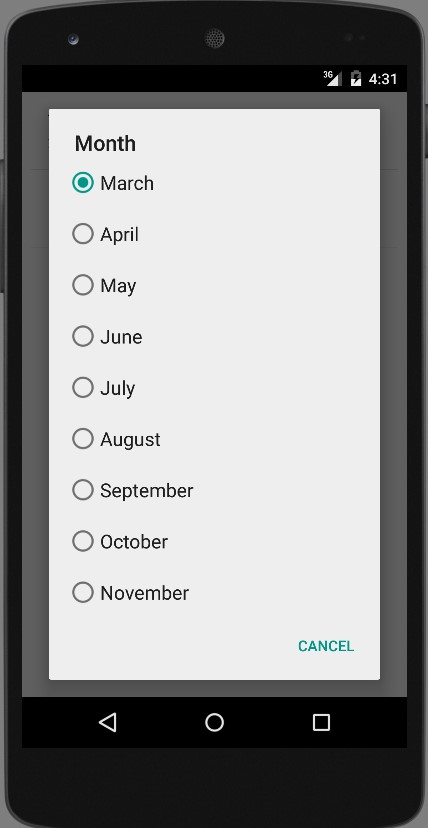 3G 4:31
Month
March
April
May
June
July
August
September
October
November
CANCEL